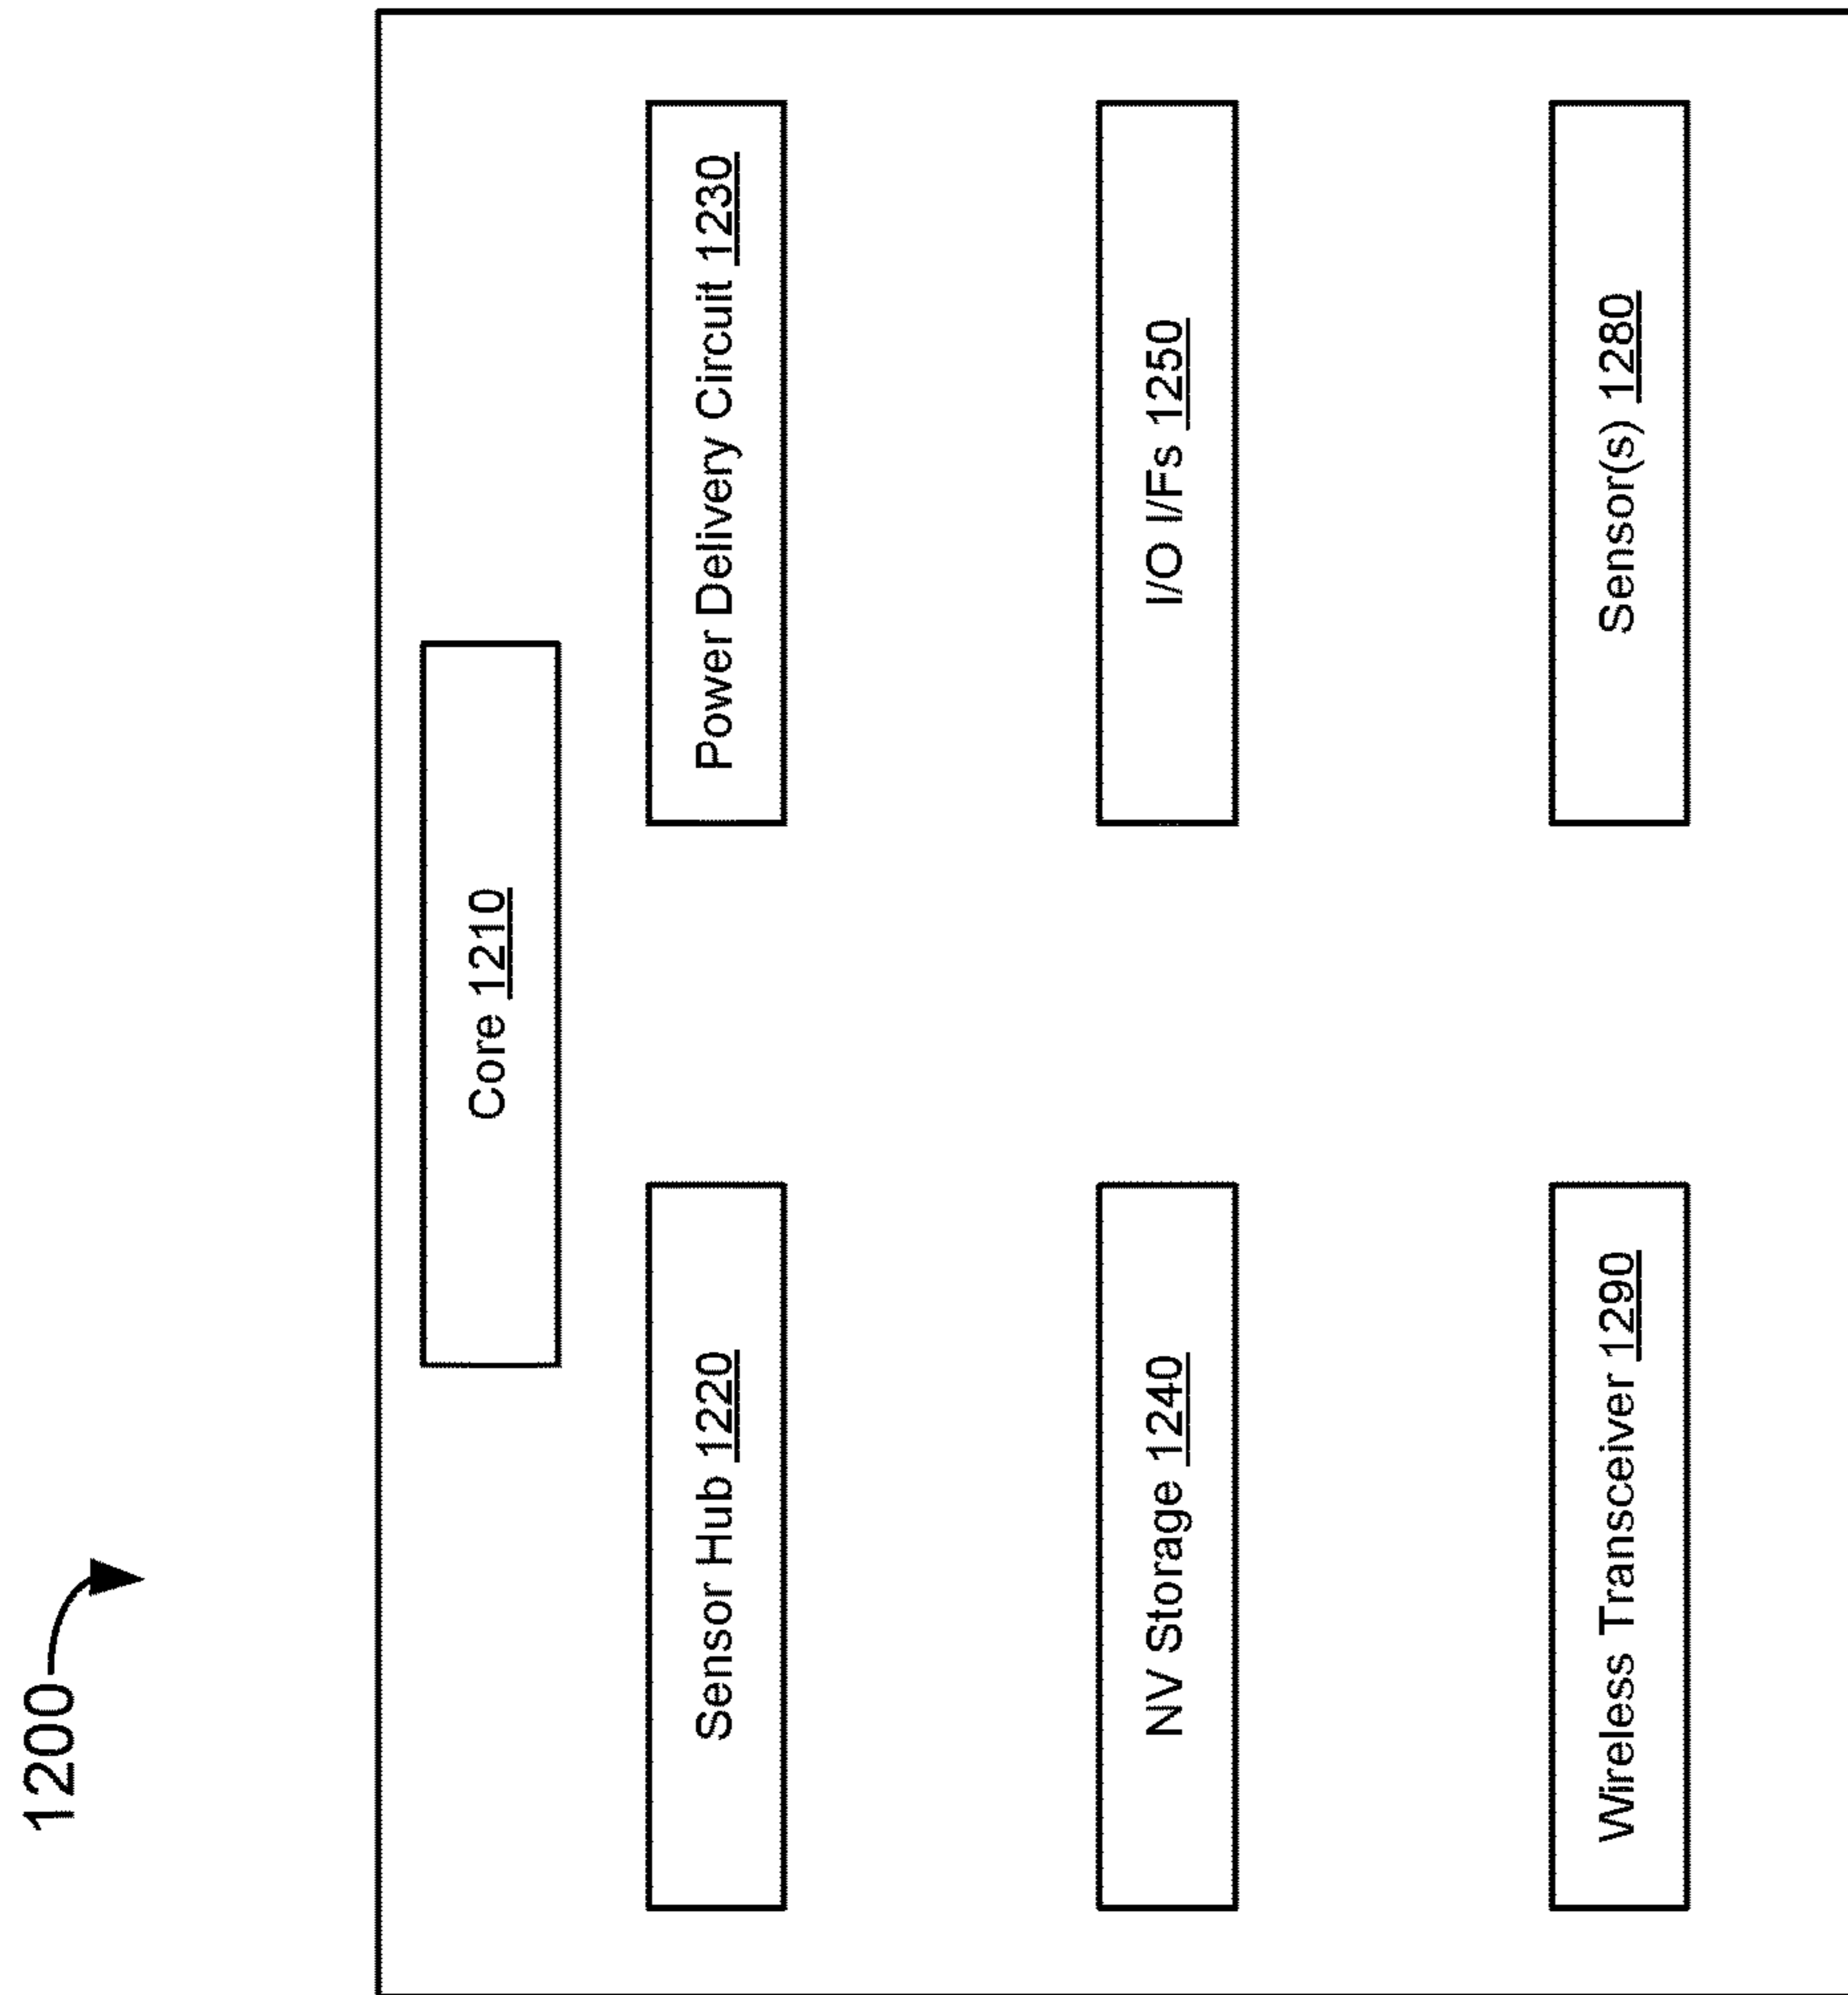 1200
Core 1210
Sensor Hub 1220
Power Delivery Circuit 1230
NV Storage 1240
I/O I/Fs 1250
Wireless Transceiver 1290
Sensor(s) 1280